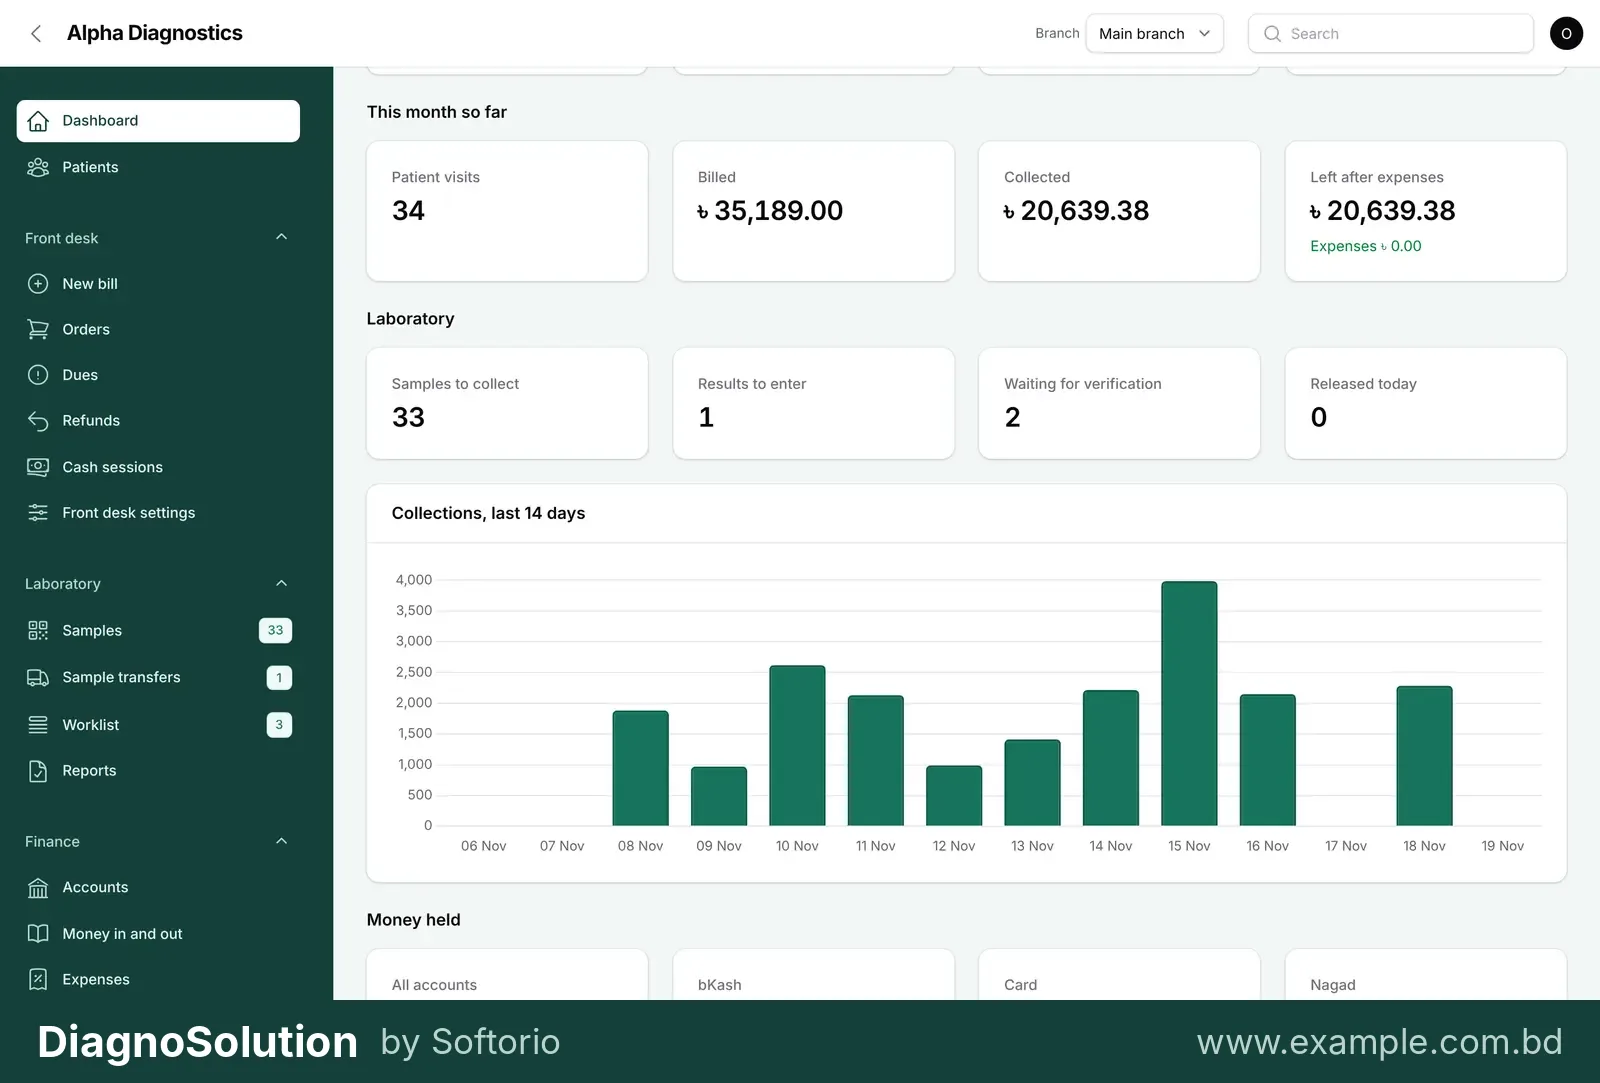 Alpha Diagnostics
Branch
Main branch
Search
O
Dashboard
Patients
Front desk
New bill
Orders
Dues
Refunds
Cash sessions
Front desk settings
Laboratory
Samples 33
Sample transfers 1
Worklist 3
Reports
Finance
Accounts
Money in and out
Expenses
This month so far
Patient visits
34
Billed
৳ 35,189.00
Collected
৳ 20,639.38
Left after expenses
৳ 20,639.38
Expenses ৳ 0.00
Laboratory
Samples to collect
33
Results to enter
1
Waiting for verification
2
Released today
0
Collections, last 14 days
4,000
3,500
3,000
2,500
2,000
1,500
1,000
500
0
06 Nov 07 Nov 08 Nov 09 Nov 10 Nov 11 Nov 12 Nov 13 Nov 14 Nov 15 Nov 16 Nov 17 Nov 18 Nov 19 Nov
Money held
All accounts
bKash
Card
Nagad
DiagnoSolution by Softorio
www.example.com.bd